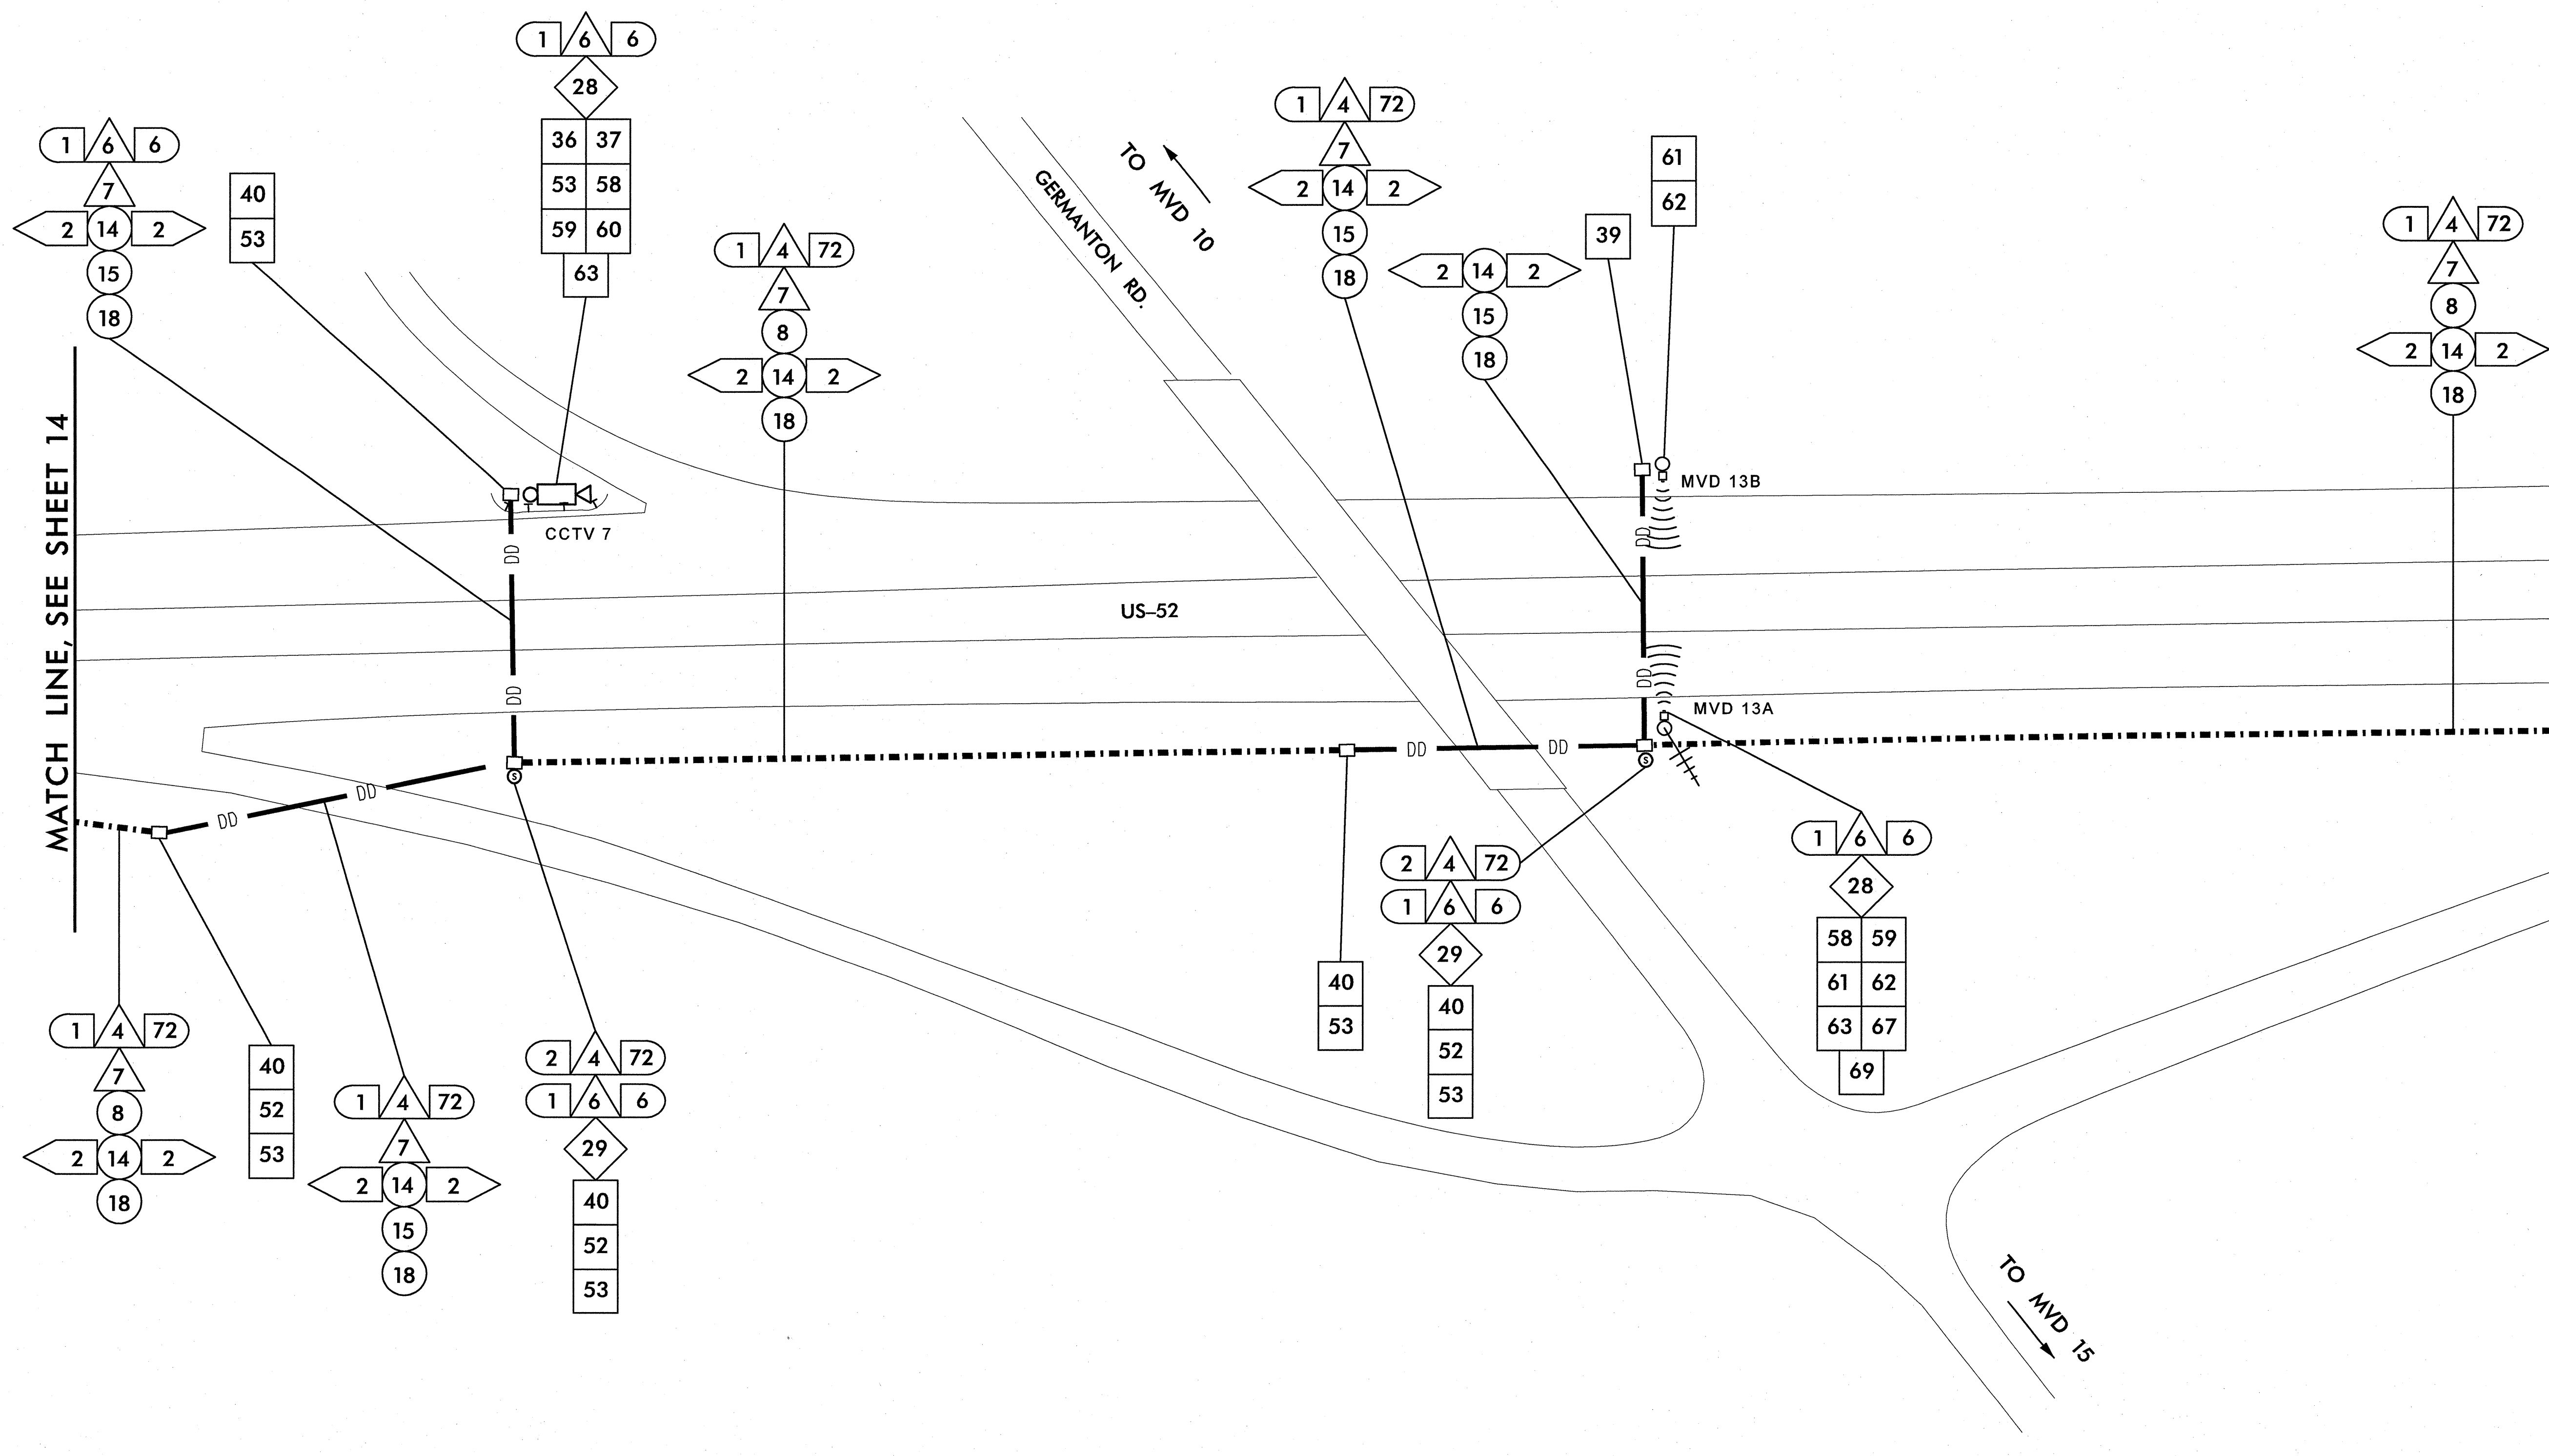 1 6 6
28
36 37
53 58
59 60
63
1 6 6
7
2 14 2
15
18
40
53
1 4 72
7
8
2 14 2
18
GERMANTON RD.
TO MVD 10
1 4 72
7
2 14 2
15
18
2 14 2
15
18
39
61
62
1 4 72
7
8
2 14 2
18
MATCH LINE, SEE SHEET 14
CCTV 7
DD
DD
US-52
MVD 13B
DD
DD
MVD 13A
DD
DD
DD
DD
S
S
1 4 72
7
8
2 14 2
18
40
52
53
1 4 72
7
2 14 2
15
18
2 4 72
1 6 6
29
40
52
53
40
53
2 4 72
1 6 6
29
40
52
53
1 6 6
28
58 59
61 62
63 67
69
TO MVD 15